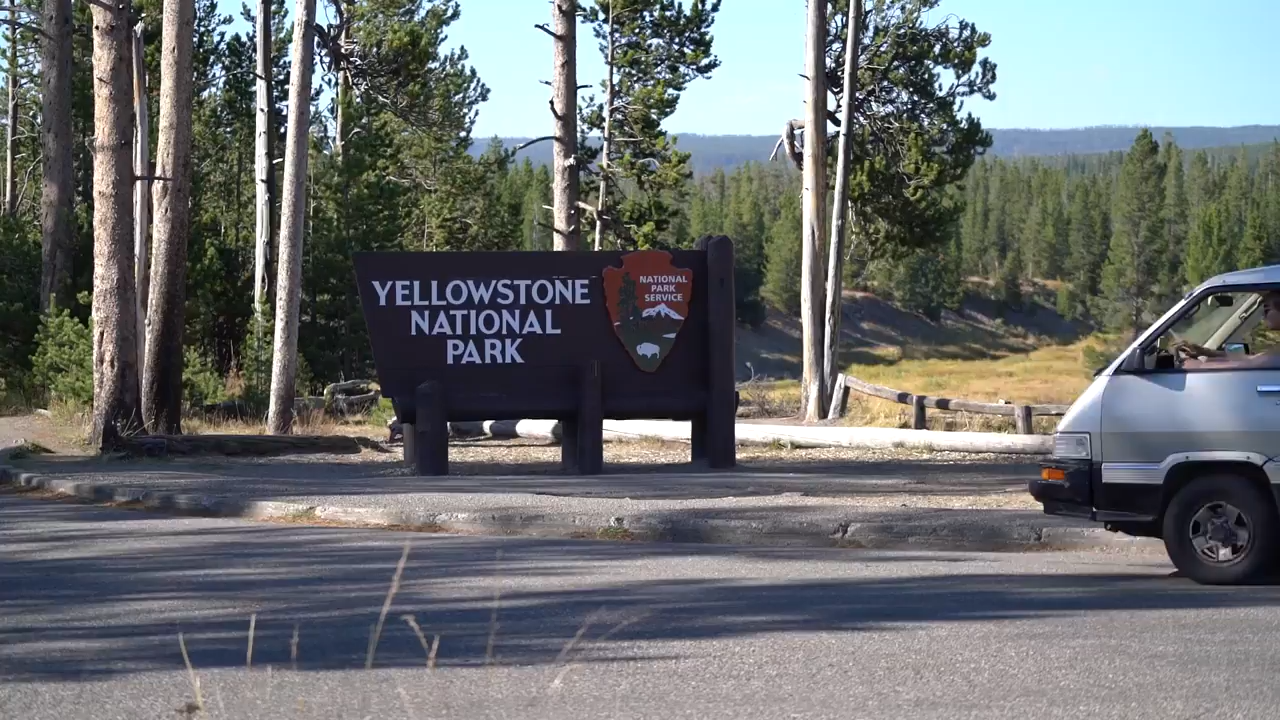 YELLOWSTONE
NATIONAL
PARK
NATIONAL
PARK
SERVICE